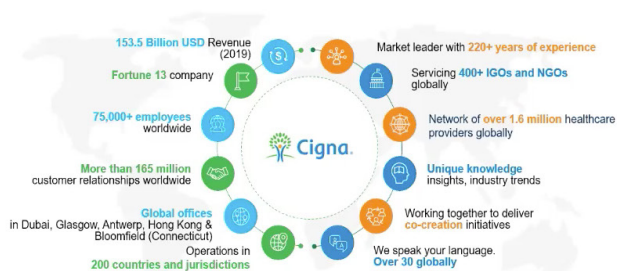 153.5 Billion USD Revenue
(2019)
Fortune 13 company
75,000+ employees
worldwide
More than 165 million
customer relationships worldwide
Global offices
in Dubai, Glasgow, Antwerp, Hong Kong &
Bloomfield (Connecticut)
Operations in
200 countries and jurisdictions
Cigna.
Market leader with 220+ years of experience
Servicing 400+ IGOs and NGOs
globally
Network of over 1.6 million healthcare
providers globally
Unique knowledge
insights, industry trends
Working together to deliver
co-creation initiatives
We speak your language.
Over 30 globally